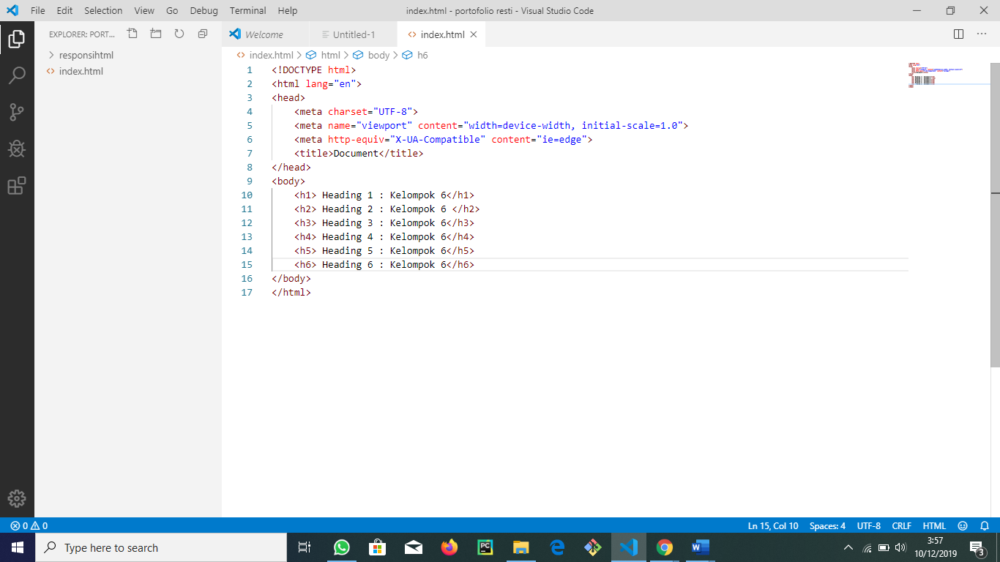 File Edit Selection View Go Debug Terminal Help
index.html - portofolio resti - Visual Studio Code
EXPLORER: PORT...
responsihtml
index.html
Welcome
Untitled-1
index.html
index.html > html > body > h6
1 <!DOCTYPE html>
2 <html lang="en">
3 <head>
4 <meta charset="UTF-8">
5 <meta name="viewport" content="width=device-width, initial-scale=1.0">
6 <meta http-equiv="X-UA-Compatible" content="ie=edge">
7 <title>Document</title>
8 </head>
9 <body>
10 <h1> Heading 1 : Kelompok 6</h1>
11 <h2> Heading 2 : Kelompok 6 </h2>
12 <h3> Heading 3 : Kelompok 6</h3>
13 <h4> Heading 4 : Kelompok 6</h4>
14 <h5> Heading 5 : Kelompok 6</h5>
15 <h6> Heading 6 : Kelompok 6</h6>
16 </body>
17 </html>
0 0
Ln 15, Col 10 Spaces: 4 UTF-8 CRLF HTML
Type here to search
PC
W
3:57
10/12/2019
3